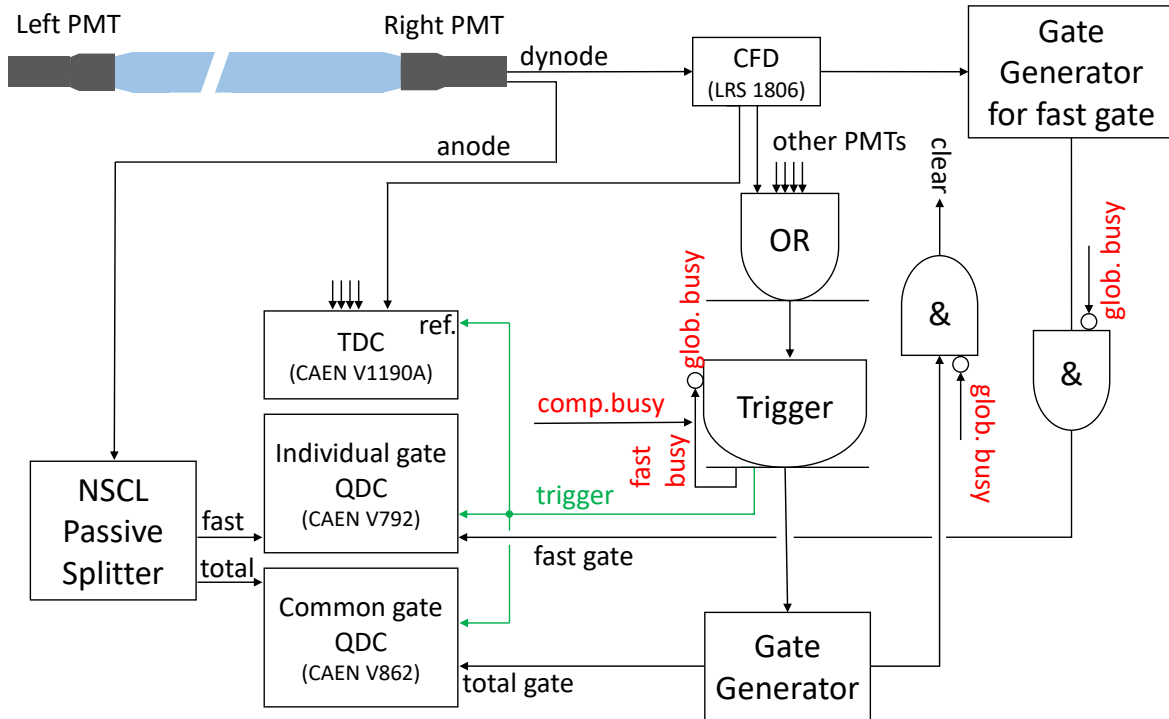 Left PMT
Right PMT
dynode
anode
CFD
(LRS 1806)
Gate
Generator
for fast gate
other PMTs
clear
OR
glob. busy
glob. busy
&
&
glob. busy
ref.
TDC
(CAEN V1190A)
comp.busy
Trigger
fast
busy
Individual gate
QDC
(CAEN V792)
trigger
NSCL
Passive
Splitter
fast
total
fast gate
Common gate
QDC
(CAEN V862)
total gate
Gate
Generator